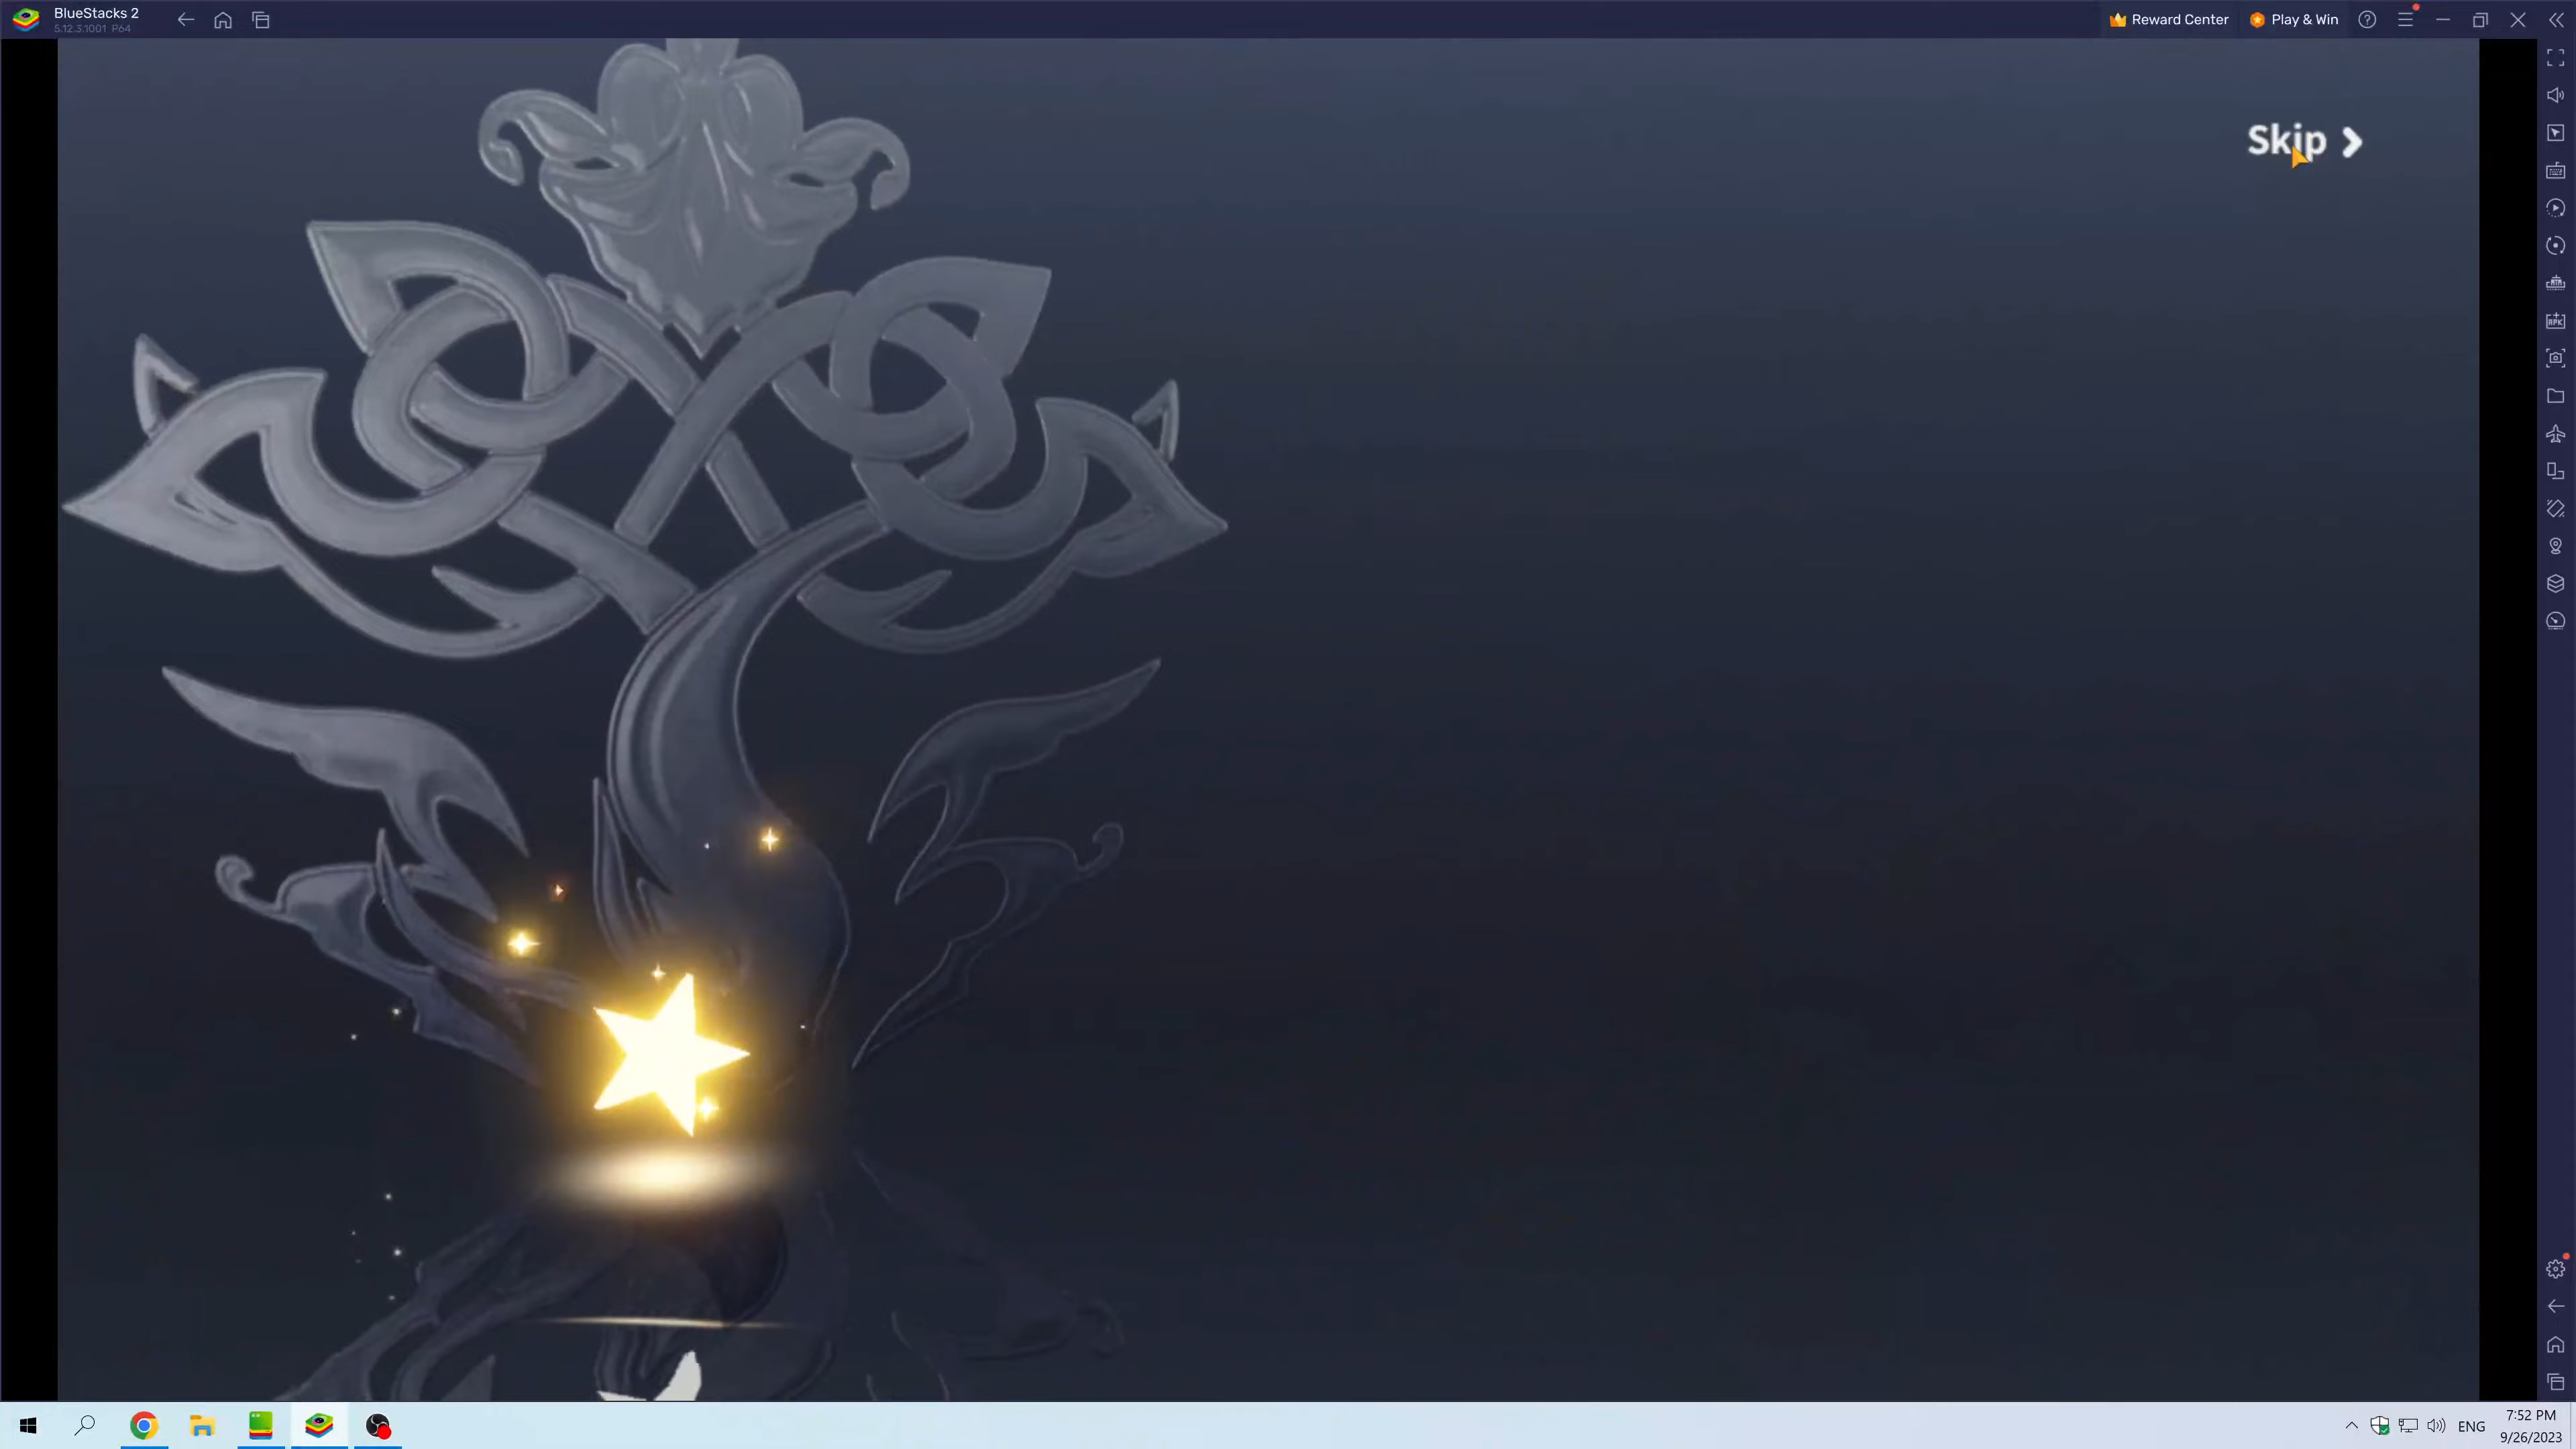 BlueStacks 2
5.12.3.1001 P64
Reward Center
Play & Win
Skip
ENG
7:52 PM
9/26/2023